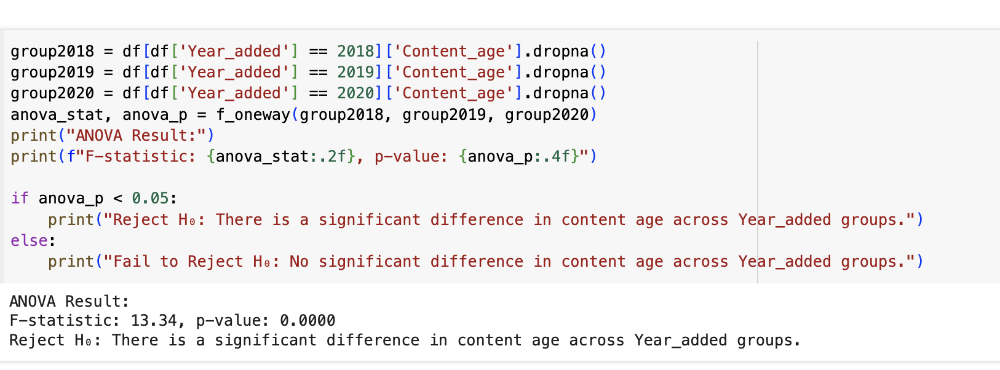 group2018 = df[df['Year_added'] == 2018]['Content_age'].dropna()
group2019 = df[df['Year_added'] == 2019]['Content_age'].dropna()
group2020 = df[df['Year_added'] == 2020]['Content_age'].dropna()
anova_stat, anova_p = f_oneway(group2018, group2019, group2020)
print("ANOVA Result:")
print(f"F-statistic: {anova_stat:.2f}, p-value: {anova_p:.4f}")

if anova_p < 0.05:
    print("Reject H₀: There is a significant difference in content age across Year_added groups.")
else:
    print("Fail to Reject H₀: No significant difference in content age across Year_added groups.")

ANOVA Result:
F-statistic: 13.34, p-value: 0.0000
Reject H₀: There is a significant difference in content age across Year_added groups.